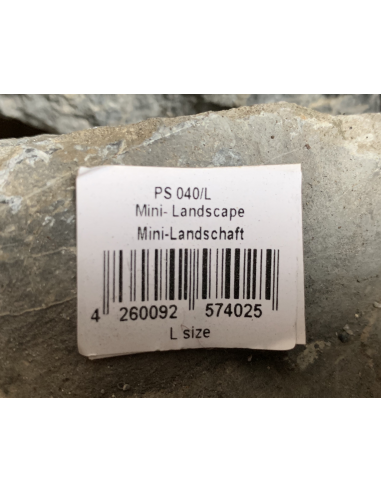 PS 040/L
Mini- Landscape
Mini-Landschaft
4 260092 574025
L size